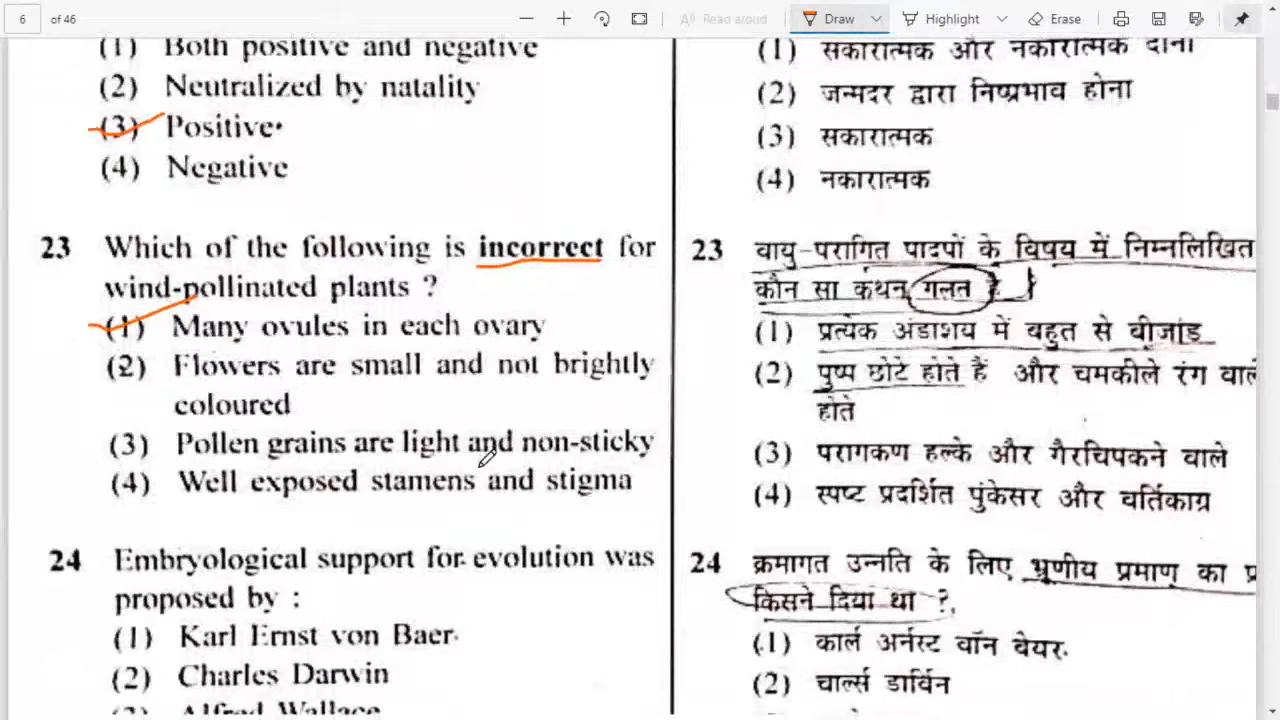 6 of 46 Read aloud Draw Highlight Erase
(1) Both positive and negative
(2) Neutralized by natality
(3) Positive
(4) Negative
23 Which of the following is incorrect for
wind-pollinated plants ?
(1) Many ovules in each ovary
(2) Flowers are small and not brightly
coloured
(3) Pollen grains are light and non-sticky
(4) Well exposed stamens and stigma
24 Embryological support for evolution was
proposed by :
(1) Karl Ernst von Baer
(2) Charles Darwin
Alfred Wallace
(1) सकारात्मक और नकारात्मक दोनों
(2) जन्मदर द्वारा निष्प्रभाव होना
(3) सकारात्मक
(4) नकारात्मक
23 वायु-परागित पादपों के विषय में निम्नलिखित
कौन सा कथन गलत है
(1) प्रत्येक अंडाशय में बहुत से बीजांड
(2) पुष्प छोटे होते हैं और चमकीले रंग
होते
(3) परागकण हल्के और गैरचिपकने वाले
(4) स्पष्ट प्रदर्शित पुंकेसर और वर्तिकाग्र
24 क्रमागत उन्नति के लिए भ्रूणीय प्रमाण का
किसने दिया था ?
(1) कार्ल अर्नस्ट वॉन बेयर
(2) चार्ल्स डार्विन